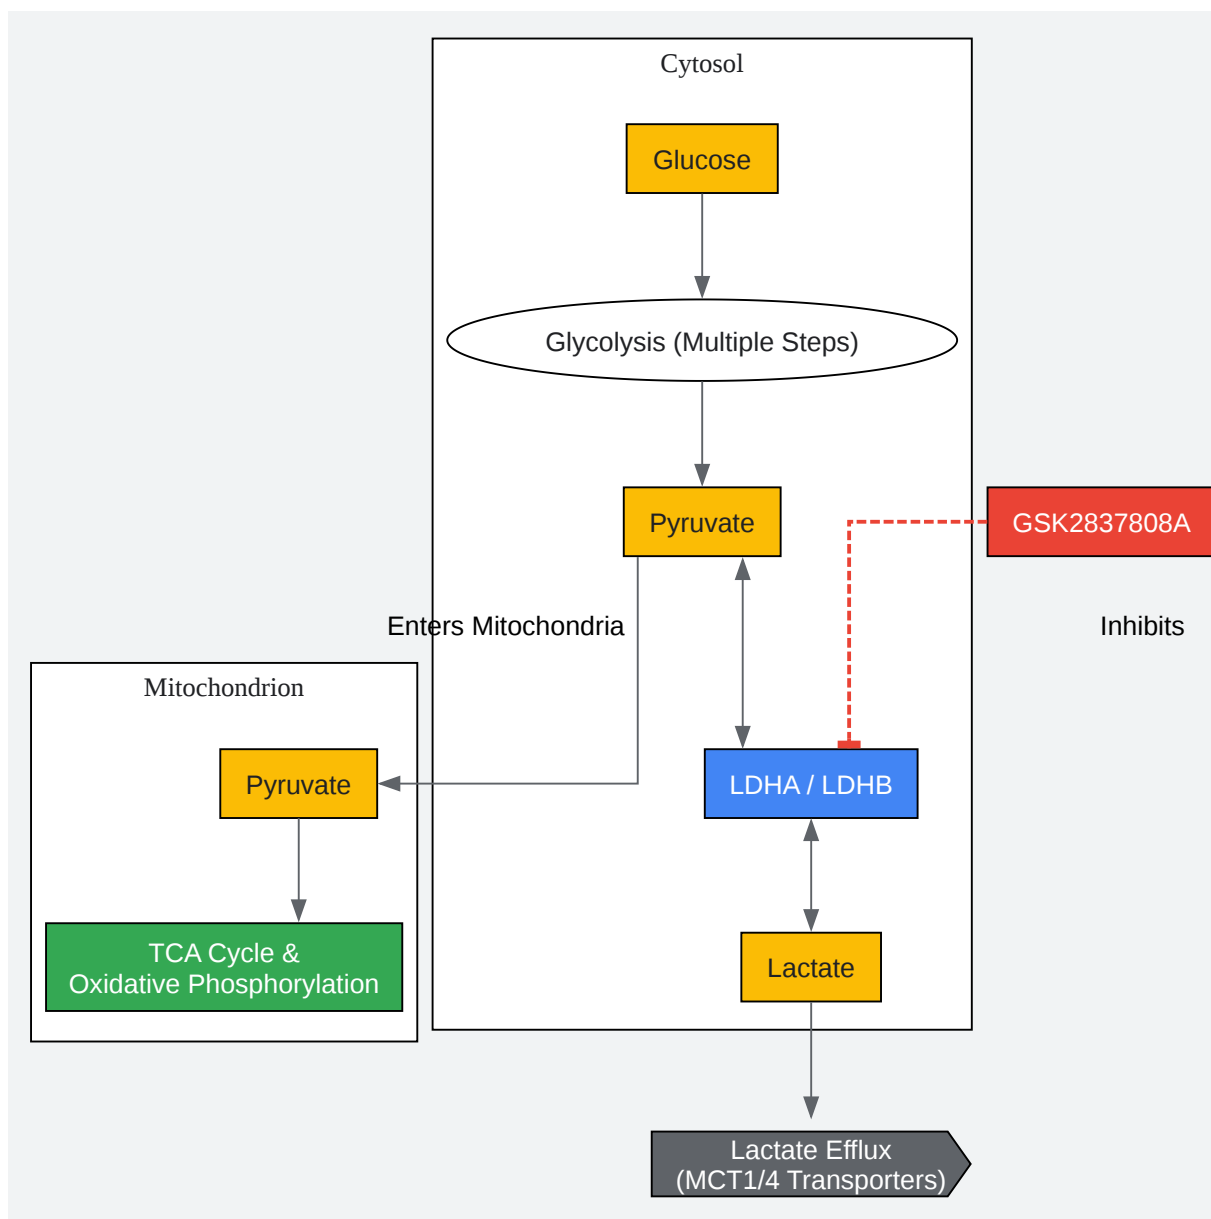 Cytosol
Glucose
Glycolysis (Multiple Steps)
Pyruvate
GSK2837808A
Enters Mitochondria
Inhibits
Mitochondrion
Pyruvate
LDHA / LDHB
TCA Cycle &
Oxidative Phosphorylation
Lactate
Lactate Efflux
(MCT1/4 Transporters)